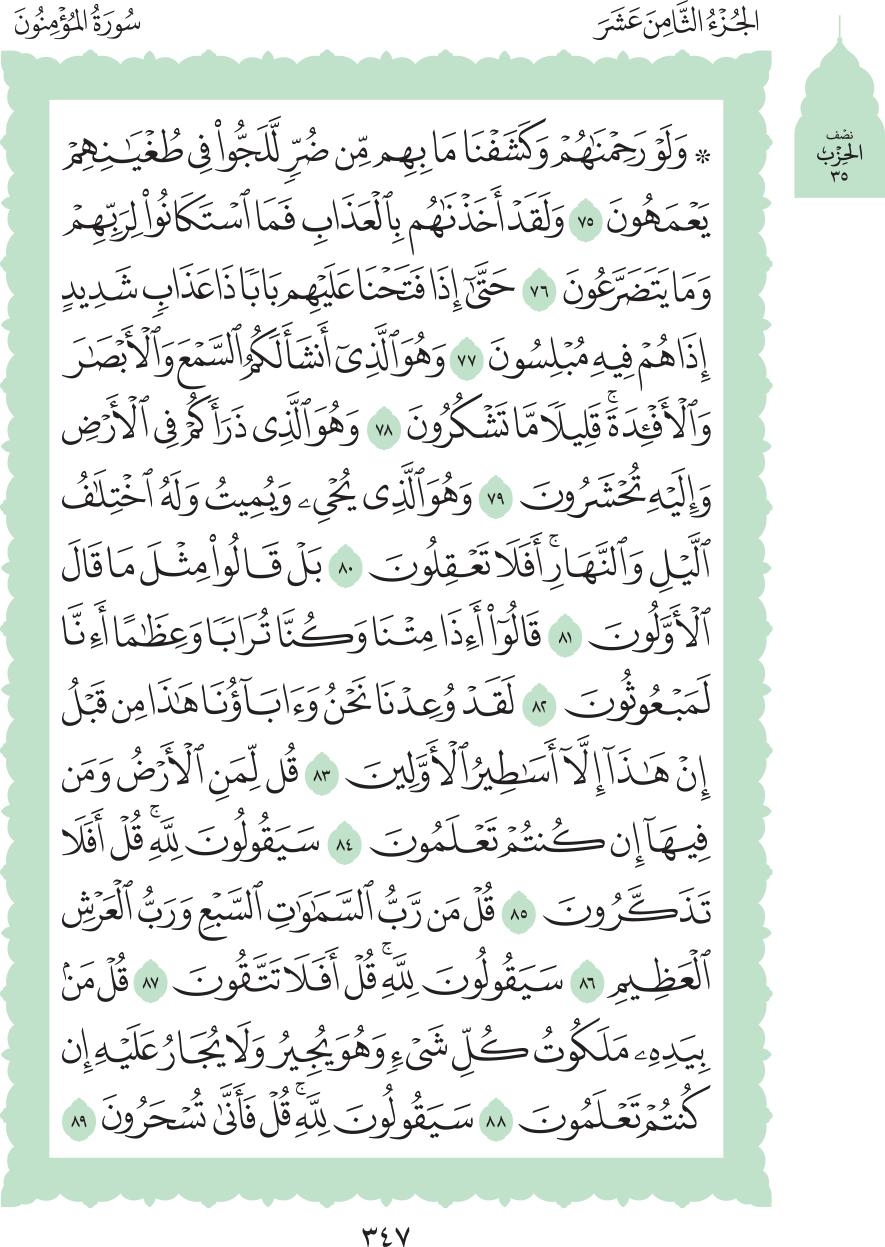 الجُزْءُ الثَّامِنَ عَشَرَ
سُورَةُ المُؤْمِنُونَ
نصف
الحِزْب
٣٥
* وَلَوْ رَحِمْنَٰهُمْ وَكَشَفْنَا مَا بِهِم مِّن ضُرٍّ لَّلَجُّوا۟ فِى طُغْيَٰنِهِمْ
يَعْمَهُونَ ٧٥ وَلَقَدْ أَخَذْنَٰهُم بِٱلْعَذَابِ فَمَا ٱسْتَكَانُوا۟ لِرَبِّهِمْ
وَمَا يَتَضَرَّعُونَ ٧٦ حَتَّىٰٓ إِذَا فَتَحْنَا عَلَيْهِم بَابًا ذَا عَذَابٍ شَدِيدٍ
إِذَا هُمْ فِيهِ مُبْلِسُونَ ٧٧ وَهُوَ ٱلَّذِىٓ أَنشَأَ لَكُمُ ٱلسَّمْعَ وَٱلْأَبْصَٰرَ
وَٱلْأَفْـِٔدَةَ ۚ قَلِيلًا مَّا تَشْكُرُونَ ٧٨ وَهُوَ ٱلَّذِى ذَرَأَكُمْ فِى ٱلْأَرْضِ
وَإِلَيْهِ تُحْشَرُونَ ٧٩ وَهُوَ ٱلَّذِى يُحْىِۦ وَيُمِيتُ وَلَهُ ٱخْتِلَٰفُ
ٱلَّيْلِ وَٱلنَّهَارِ ۚ أَفَلَا تَعْقِلُونَ ٨٠ بَلْ قَالُوا۟ مِثْلَ مَا قَالَ
ٱلْأَوَّلُونَ ٨١ قَالُوٓا۟ أَءِذَا مِتْنَا وَكُنَّا تُرَابًا وَعِظَٰمًا أَءِنَّا
لَمَبْعُوثُونَ ٨٢ لَقَدْ وُعِدْنَا نَحْنُ وَءَابَآؤُنَا هَٰذَا مِن قَبْلُ
إِنْ هَٰذَآ إِلَّآ أَسَٰطِيرُ ٱلْأَوَّلِينَ ٨٣ قُل لِّمَنِ ٱلْأَرْضُ وَمَن
فِيهَآ إِن كُنتُمْ تَعْلَمُونَ ٨٤ سَيَقُولُونَ لِلَّهِ ۚ قُلْ أَفَلَا
تَذَكَّرُونَ ٨٥ قُلْ مَن رَّبُّ ٱلسَّمَٰوَٰتِ ٱلسَّبْعِ وَرَبُّ ٱلْعَرْشِ
ٱلْعَظِيمِ ٨٦ سَيَقُولُونَ لِلَّهِ ۚ قُلْ أَفَلَا تَتَّقُونَ ٨٧ قُلْ مَنۢ
بِيَدِهِۦ مَلَكُوتُ كُلِّ شَىْءٍ وَهُوَ يُجِيرُ وَلَا يُجَارُ عَلَيْهِ إِن
كُنتُمْ تَعْلَمُونَ ٨٨ سَيَقُولُونَ لِلَّهِ ۚ قُلْ فَأَنَّىٰ تُسْحَرُونَ ٨٩
٣٤٧